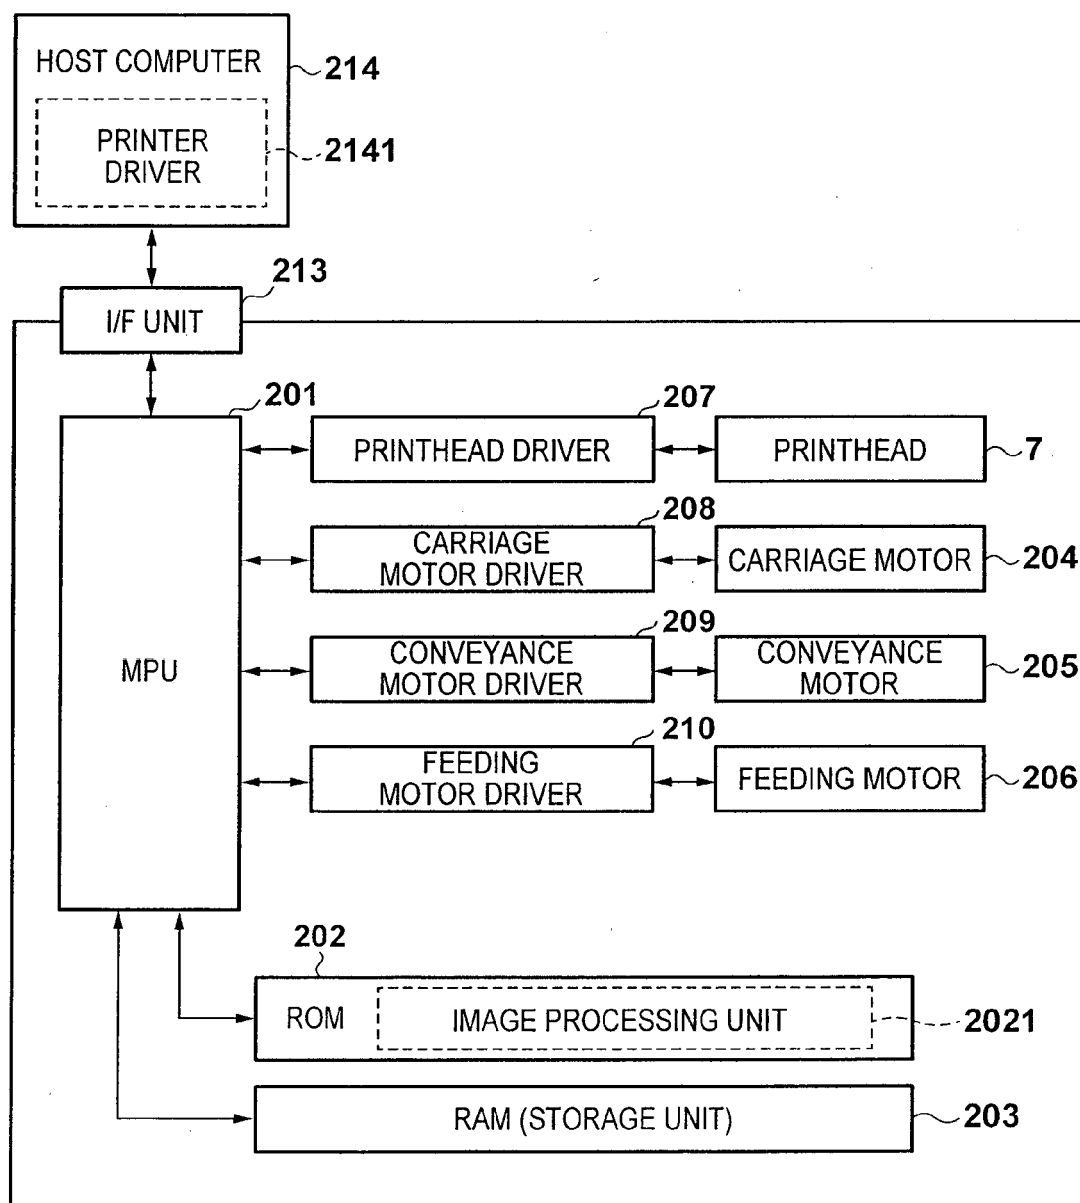 HOST COMPUTER
214
PRINTER
DRIVER
2141
213
I/F UNIT
201
207
PRINTHEAD DRIVER
PRINTHEAD
7
208
CARRIAGE
MOTOR DRIVER
CARRIAGE MOTOR
204
MPU
209
CONVEYANCE
MOTOR DRIVER
CONVEYANCE
MOTOR
205
210
FEEDING
MOTOR DRIVER
FEEDING MOTOR
206
202
ROM
IMAGE PROCESSING UNIT
2021
RAM (STORAGE UNIT)
203